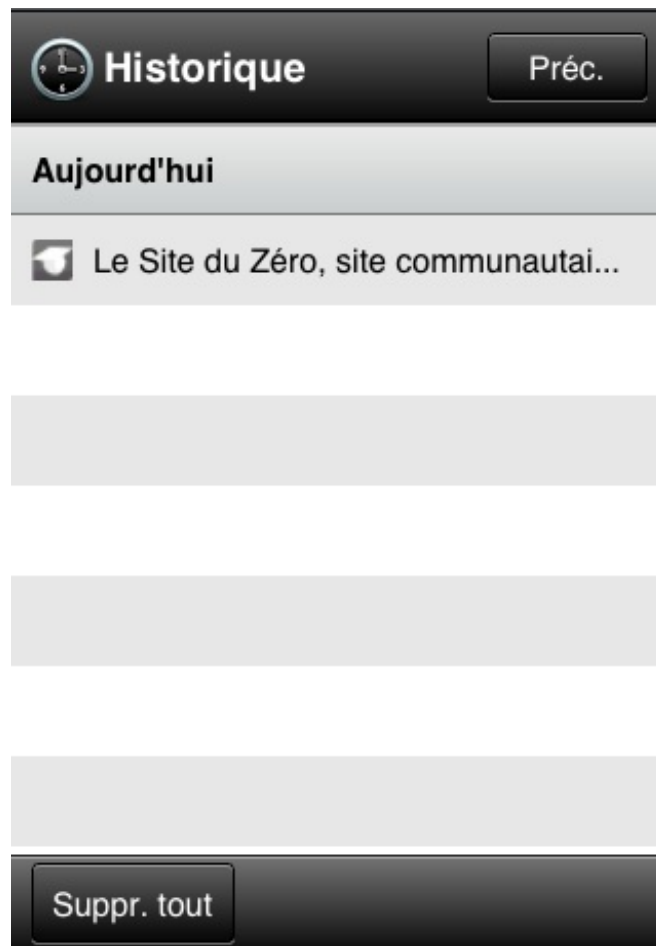 Historique
Préc.
Aujourd'hui
Le Site du Zéro, site communautai...
Suppr. tout